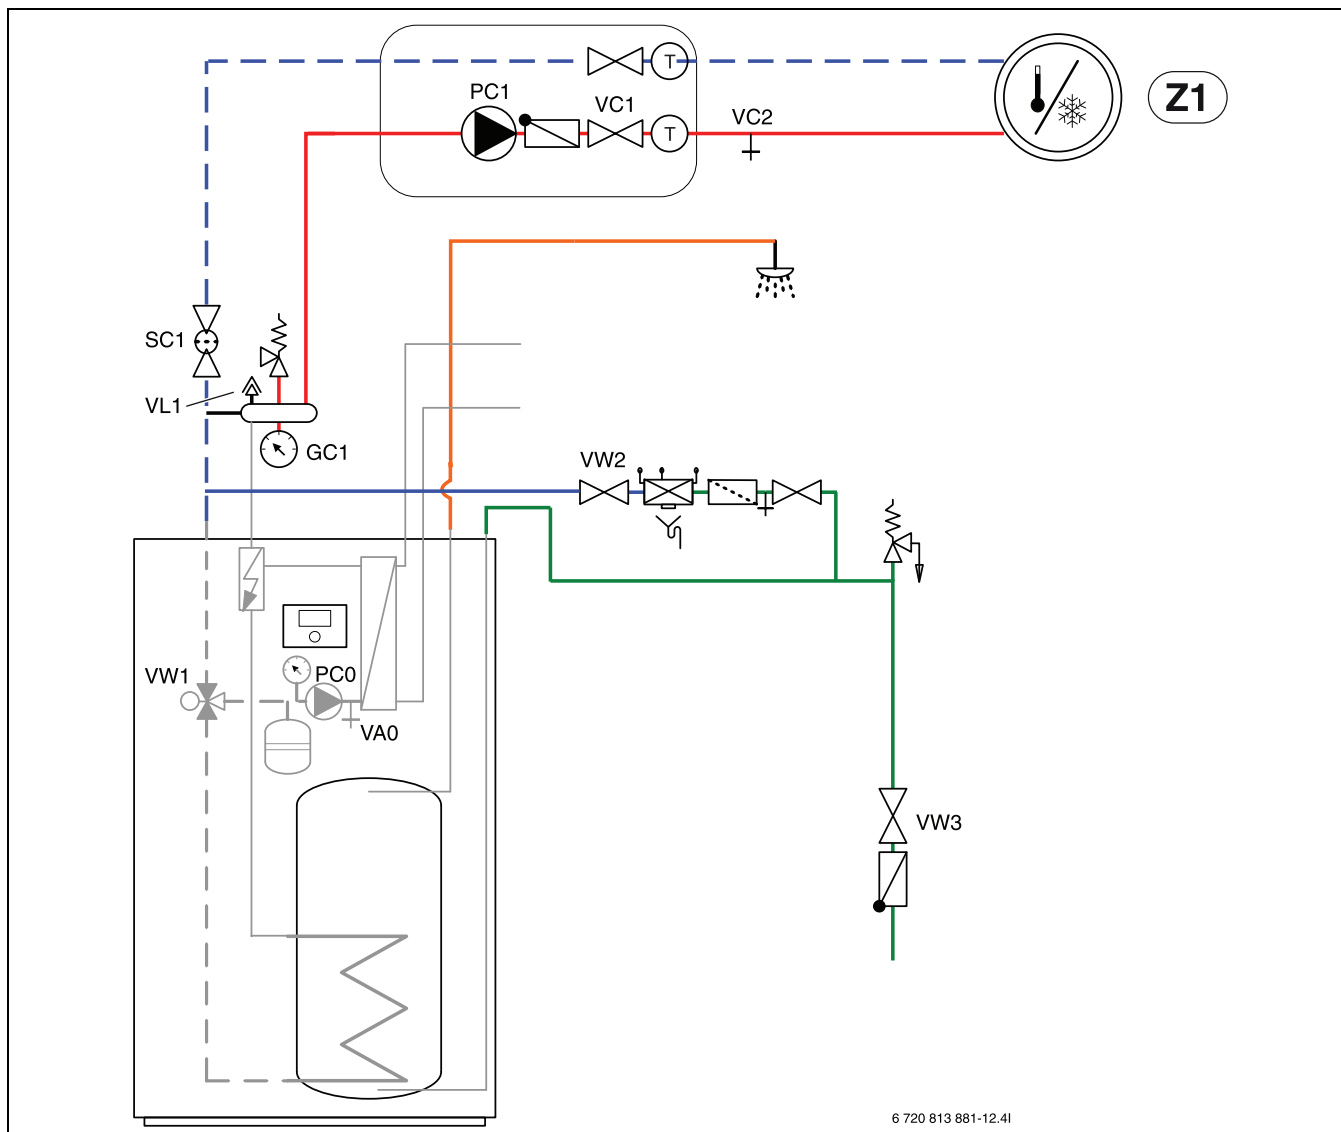 T
PC1
VC1
VC2
T
Z1
SC1
VL1
GC1
VW2
VW1
PC0
VA0
VW3
6 720 813 881-12.4I